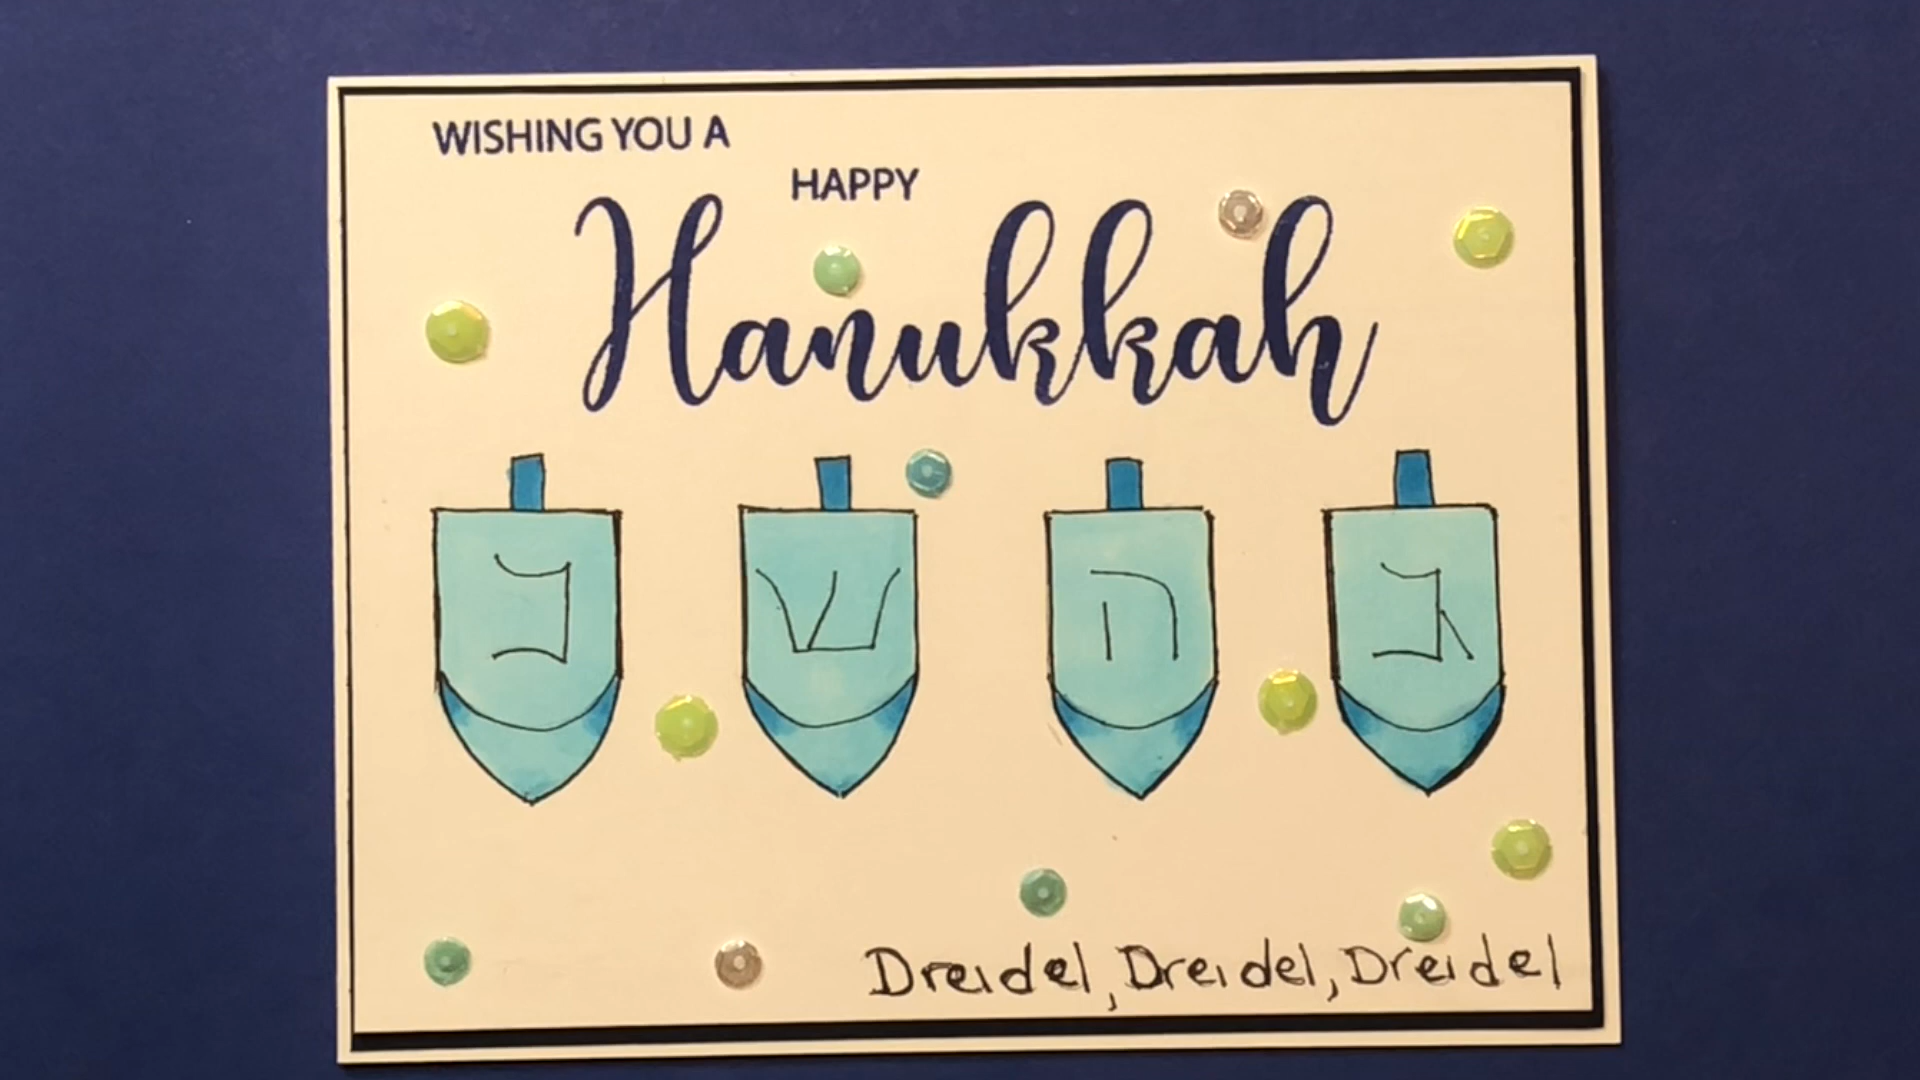 WISHING YOU A
HAPPY
Hanukkah
נ
ש
ה
ג
Dreidel, Dreidel, Dreidel